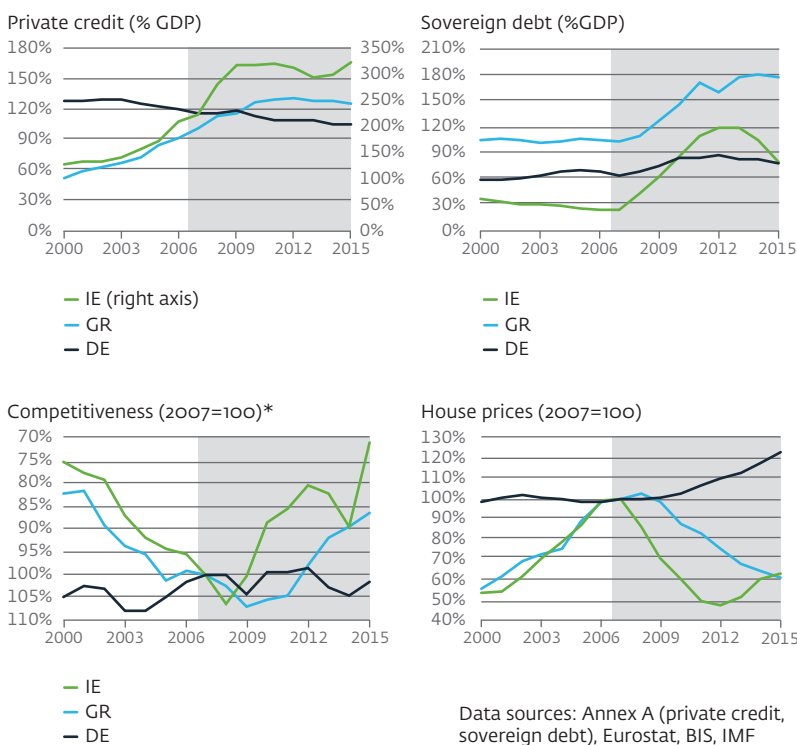 Private credit (% GDP)
180%
150%
120%
90%
60%
30%
0%
350%
300%
250%
200%
150%
100%
50%
0%
2000 2003 2006 2009 2012 2015
IE (right axis)
GR
DE
Sovereign debt (%GDP)
210%
180%
150%
120%
90%
60%
30%
0%
2000 2003 2006 2009 2012 2015
IE
GR
DE
Competitiveness (2007=100)*
70%
75%
80%
85%
90%
95%
100%
105%
110%
2000 2003 2006 2009 2012 2015
IE
GR
DE
House prices (2007=100)
130%
120%
110%
100%
90%
80%
70%
60%
50%
40%
2000 2003 2006 2009 2012 2015
Data sources: Annex A (private credit,
sovereign debt), Eurostat, BIS, IMF